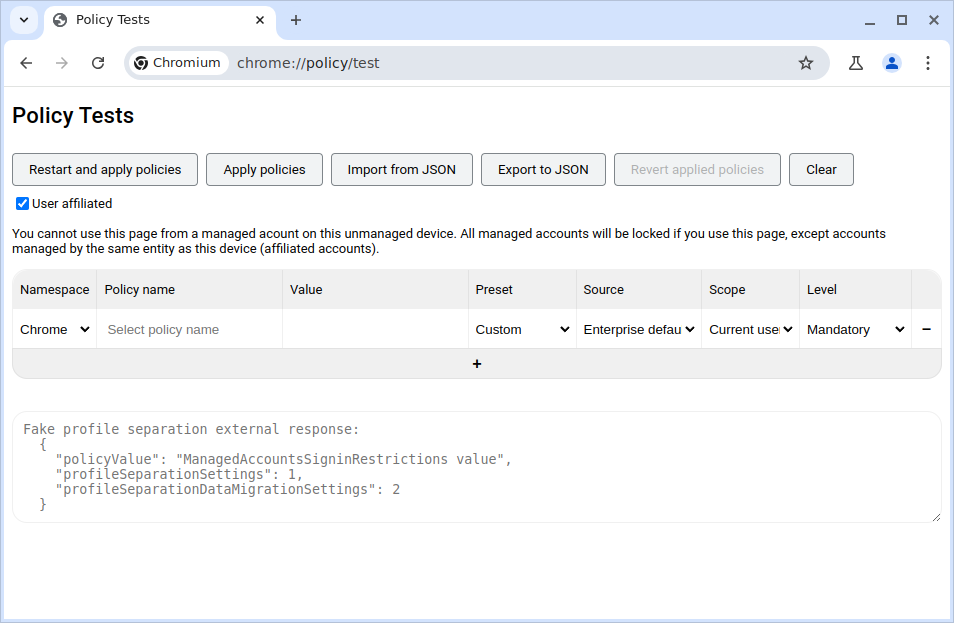 Policy Tests
Chromium
chrome://policy/test
Policy Tests
Restart and apply policies
Apply policies
Import from JSON
Export to JSON
Revert applied policies
Clear
User affiliated
You cannot use this page from a managed acount on this unmanaged device. All managed accounts will be locked if you use this page, except accounts
managed by the same entity as this device (affiliated accounts).
Namespace Policy name Value Preset Source Scope Level
Chrome Select policy name Custom Enterprise defau Current use Mandatory −
+
Fake profile separation external response:
{
"policyValue": "ManagedAccountsSigninRestrictions value",
"profileSeparationSettings": 1,
"profileSeparationDataMigrationSettings": 2
}